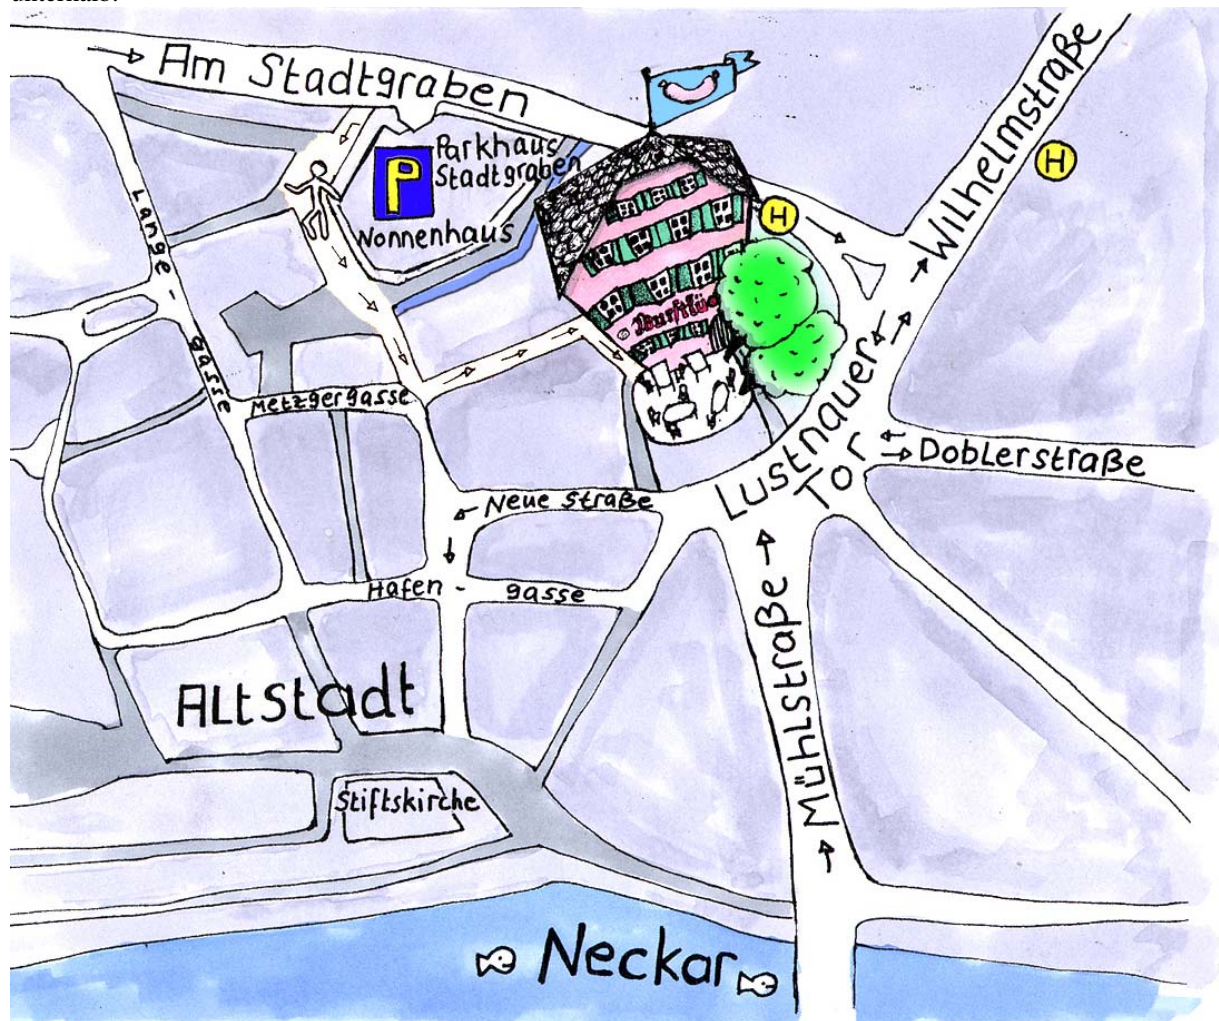 Am Stadtgraben
Wilhelmstraße
H
P
Parkhaus
Stadtgraben
Nonnenhaus
H
Lange-
gasse
Metzgergasse
Lustnauer
Tor
Doblerstraße
Neue Straße
Hafen-
gasse
Mühlstraße
Altstadt
Stiftskirche
Neckar